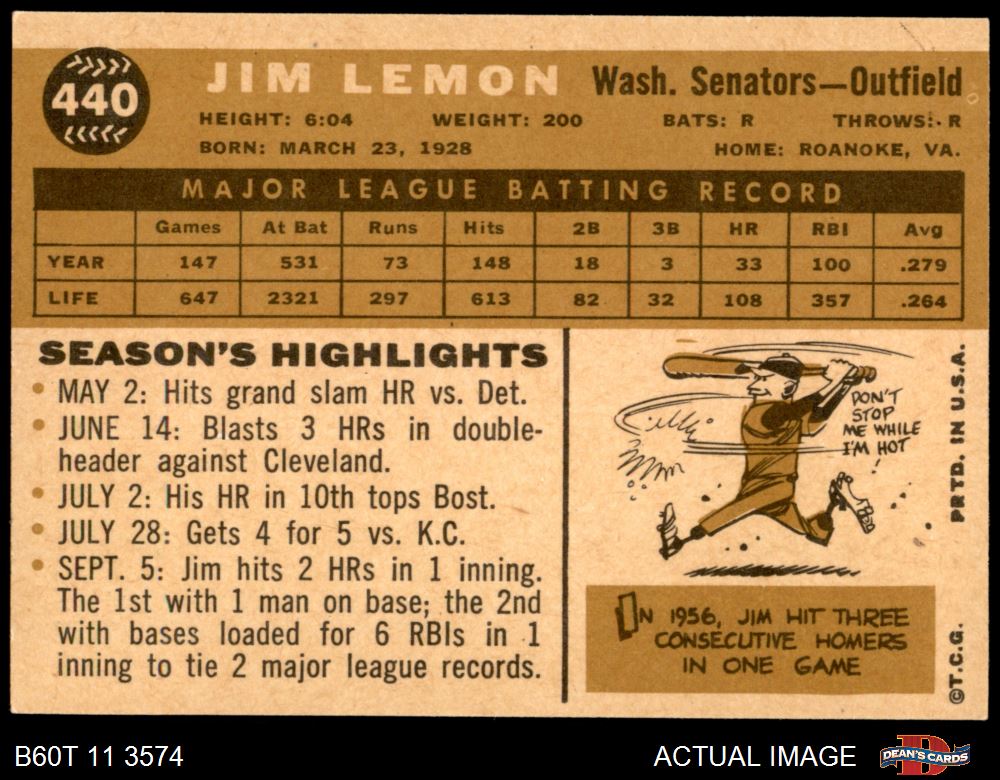 440
JIM LEMON Wash. Senators—Outfield
HEIGHT: 6:04 WEIGHT: 200 BATS: R THROWS: R
BORN: MARCH 23, 1928 HOME: ROANOKE, VA.
MAJOR LEAGUE BATTING RECORD
Games At Bat Runs Hits 2B 3B HR RBI Avg
YEAR 147 531 73 148 18 3 33 100 .279
LIFE 647 2321 297 613 82 32 108 357 .264
SEASON'S HIGHLIGHTS
• MAY 2: Hits grand slam HR vs. Det.
• JUNE 14: Blasts 3 HRs in double-
header against Cleveland.
• JULY 2: His HR in 10th tops Bost.
• JULY 28: Gets 4 for 5 vs. K.C.
• SEPT. 5: Jim hits 2 HRs in 1 inning.
The 1st with 1 man on base; the 2nd
with bases loaded for 6 RBIs in 1
inning to tie 2 major league records.
DON'T
STOP
ME WHILE
I'M HOT
!
IN 1956, JIM HIT THREE
CONSECUTIVE HOMERS
IN ONE GAME
©T.C.G. PRTD. IN U.S.A.
B60T 11 3574 ACTUAL IMAGE
DEAN'S CARDS